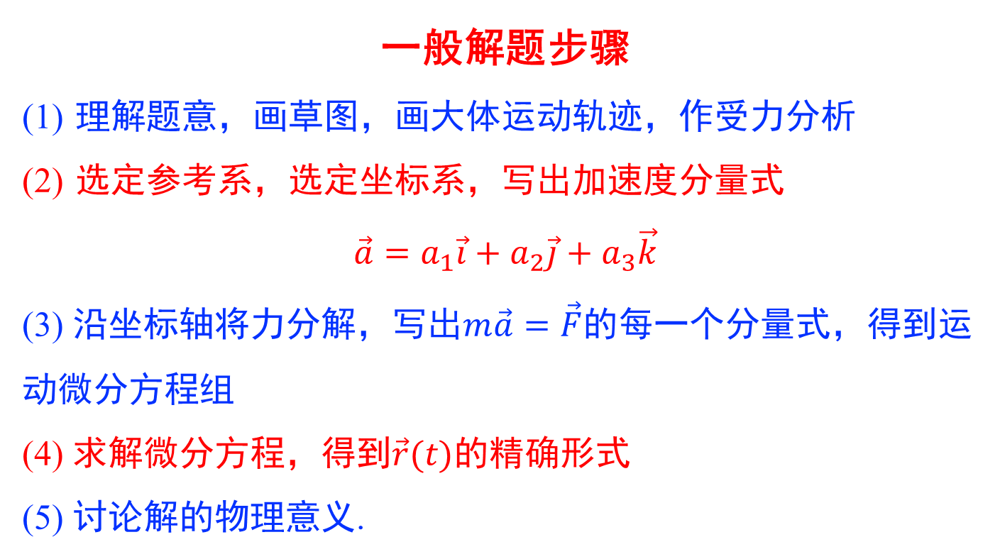 一般解题步骤
(1) 理解题意，画草图，画大体运动轨迹，作受力分析
(2) 选定参考系，选定坐标系，写出加速度分量式
$\vec{a} = a_1\vec{\imath} + a_2\vec{\jmath} + a_3\vec{k}$
(3) 沿坐标轴将力分解，写出$m\vec{a} = \vec{F}$的每一个分量式，得到运
动微分方程组
(4) 求解微分方程，得到$\vec{r}(t)$的精确形式
(5) 讨论解的物理意义.